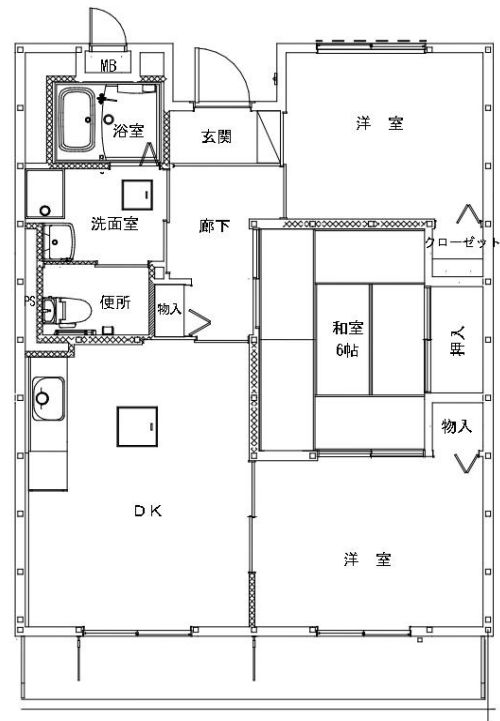 MB
浴室
玄関
洋 室
洗面室
廊下
クローゼット
PS
便所
物入
和室
6帖
押入
物入
DK
洋 室